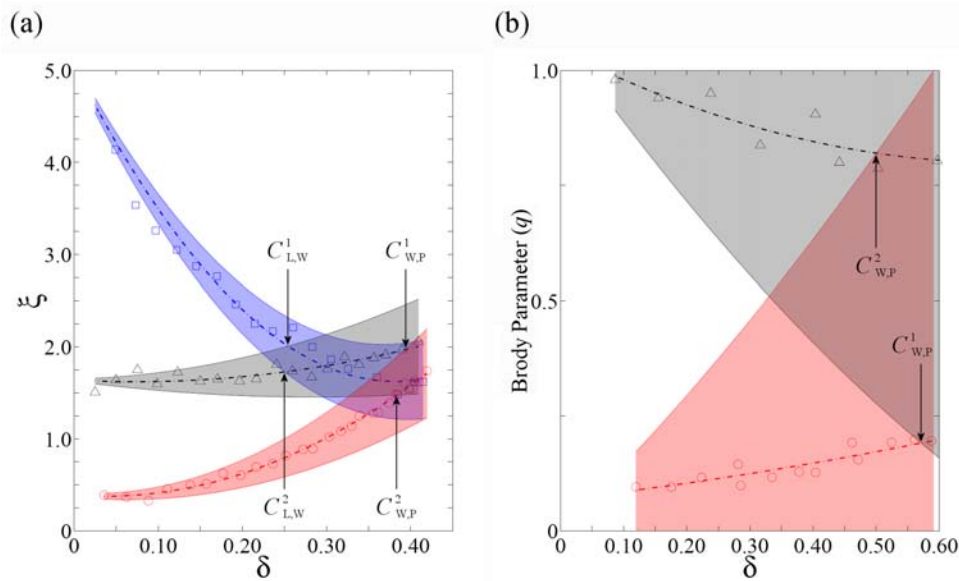 (a)
5.0
4.0
3.0
2.0
1.0
0
ξ
0 0.10 0.20 0.30 0.40
δ
C¹L,W
C¹W,P
C²L,W
C²W,P
(b)
1.0
0.5
0
Brody Parameter (q)
0 0.10 0.20 0.30 0.40 0.50 0.60
δ
C²W,P
C¹W,P